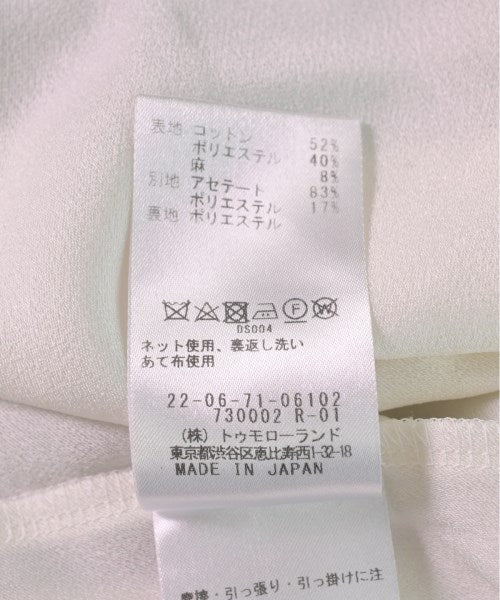 表地 コットン 52%
ポリエステル 40%
麻 8%
別地 アセテート 83%
ポリエステル 17%
裏地 ポリエステル
DS004
ネット使用、裏返し洗い
あて布使用
22-06-71-06102
730002 R-01
(株) トゥモローランド
東京都渋谷区恵比寿西1-32-18
MADE IN JAPAN
摩擦・引っ張り・引っ掛けに注